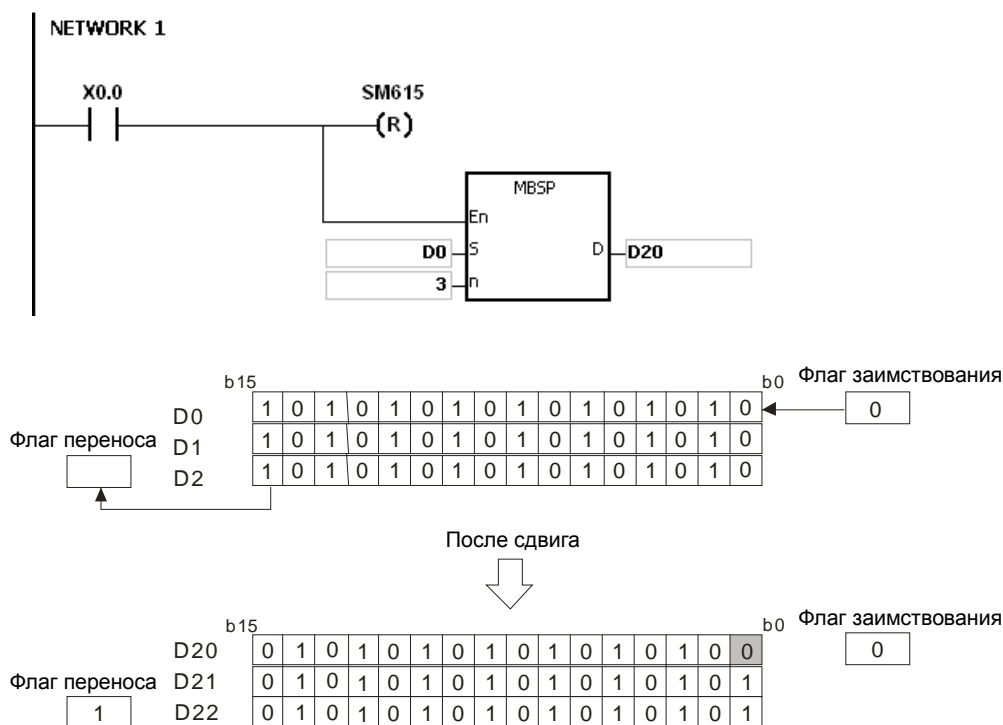 NETWORK 1
X0.0 SM615
(R)
MBSP
En
D0 S D D20
3 n
b15 b0 Флаг заимствования
D0 1 0 1 0 1 0 1 0 1 0 1 0 1 0 1 0 0
Флаг переноса D1 1 0 1 0 1 0 1 0 1 0 1 0 1 0 1 0
D2 1 0 1 0 1 0 1 0 1 0 1 0 1 0 1 0
После сдвига
b15 b0 Флаг заимствования
D20 0 1 0 1 0 1 0 1 0 1 0 1 0 1 0 0 0
Флаг переноса D21 0 1 0 1 0 1 0 1 0 1 0 1 0 1 0 1
1 D22 0 1 0 1 0 1 0 1 0 1 0 1 0 1 0 1